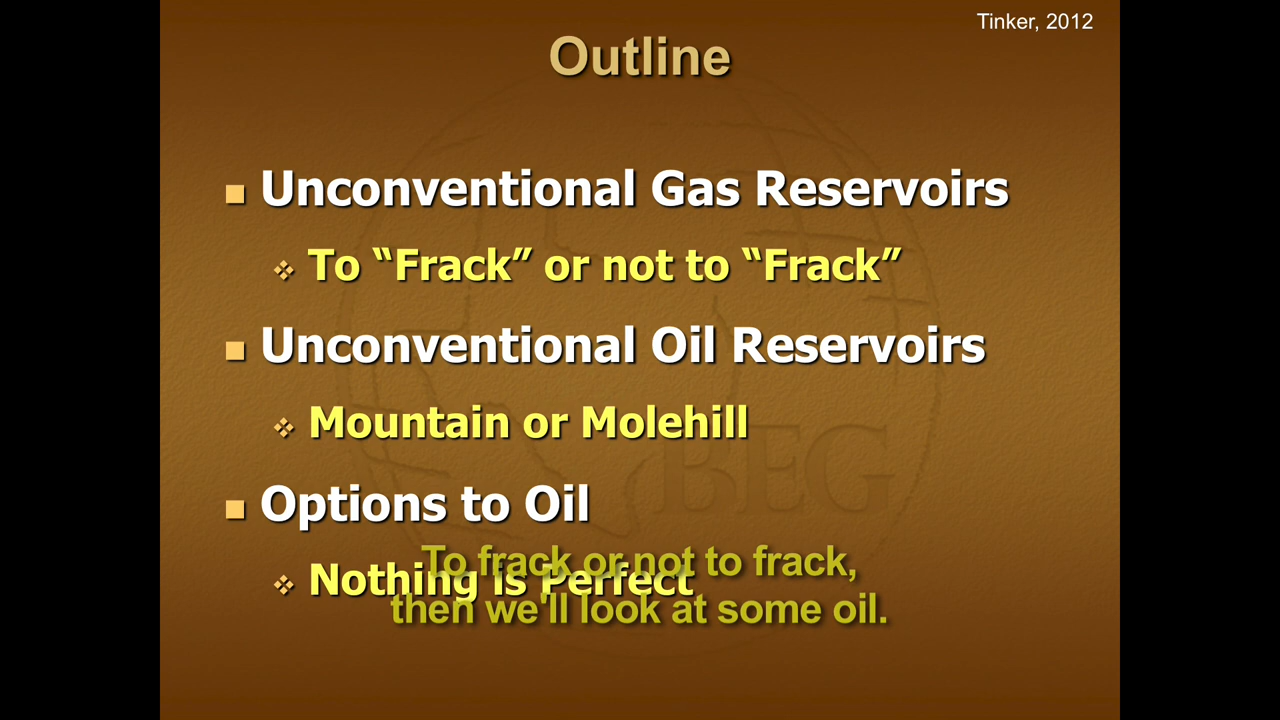 Tinker, 2012
Outline
Unconventional Gas Reservoirs
To “Frack” or not to “Frack”
Unconventional Oil Reservoirs
Mountain or Molehill
Options to Oil
Nothing is Perfect
To frack or not to frack,
then we'll look at some oil.
BEG